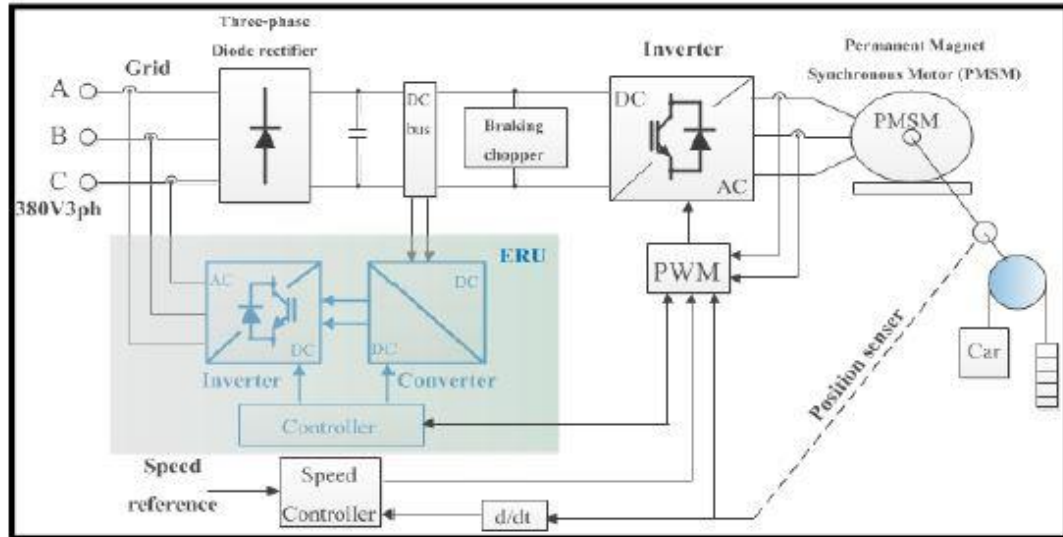 Three-phase
Diode rectifier
Inverter
Permanent Magnet
Synchronous Motor (PMSM)
Grid
A
B
C
380V3ph
DC
bus
Braking
chopper
DC
AC
PMSM
ERU
PWM
AC
DC
DC
DC
Inverter
Converter
Controller
Car
Position senser
Speed
reference
Speed
Controller
d/dt